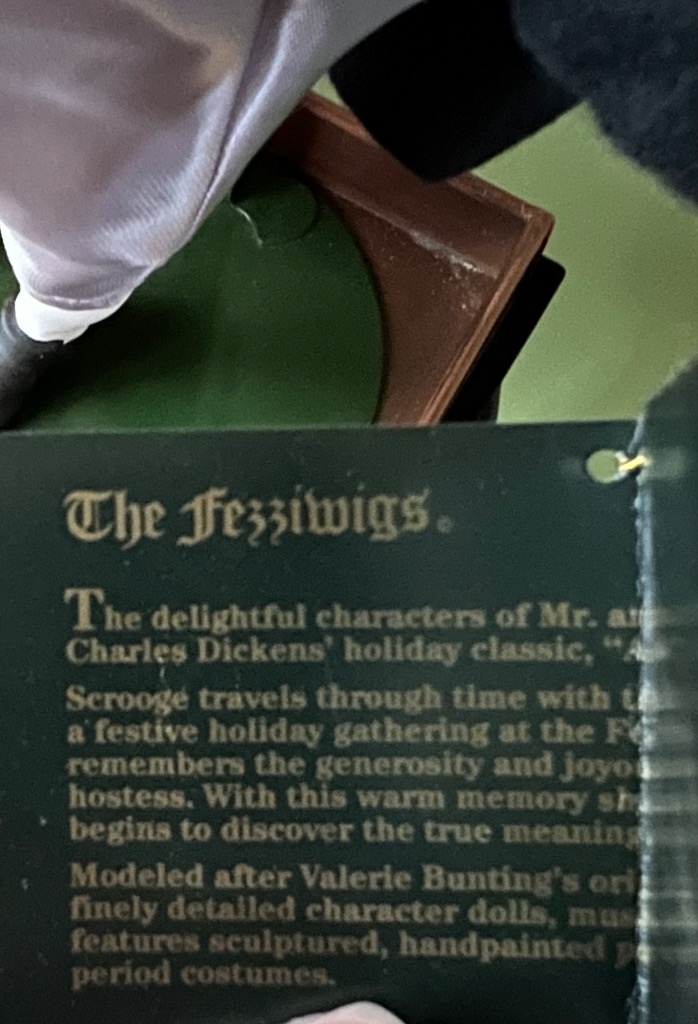 The Fezziwigs.
The delightful characters of Mr.
Charles Dickens' holiday classic,
Scrooge travels through time with
a festive holiday gathering at the
remembers the generosity and
hostess. With this warm memory
begins to discover the true meaning
Modeled after Valerie Bunting's
finely detailed character dolls,
features sculptured, handpainted
period costumes.